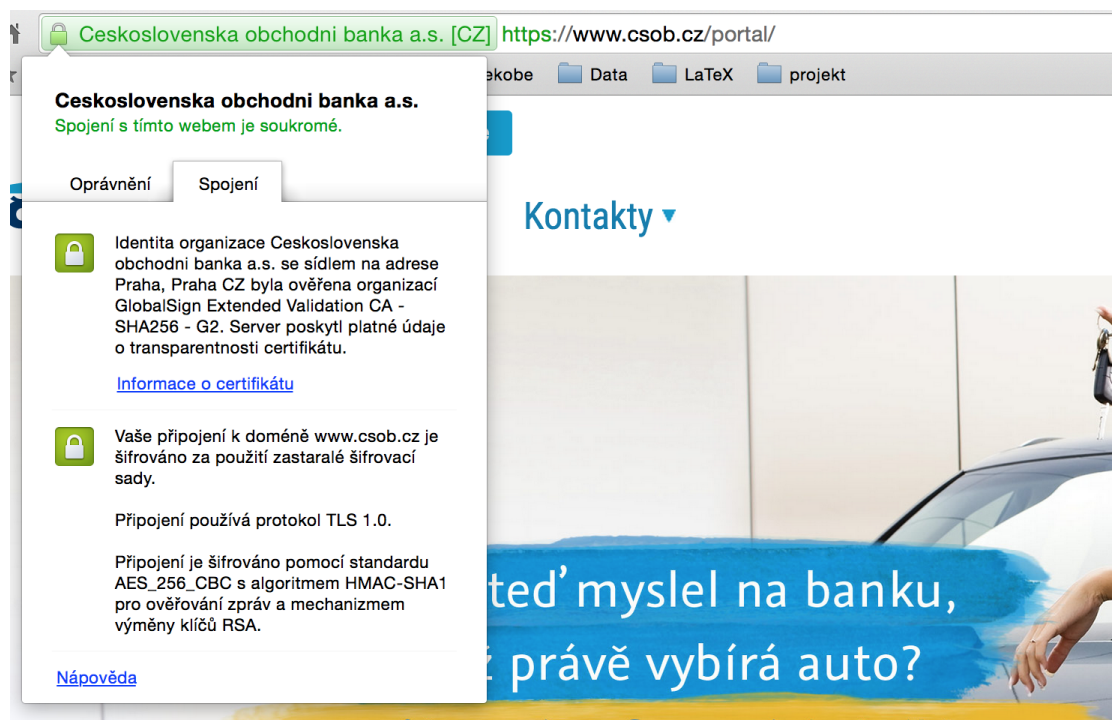 Ceskoslovenska obchodni banka a.s. [CZ] https://www.csob.cz/portal/
ekobe Data LaTeX projekt
Ceskoslovenska obchodni banka a.s.
Spojení s tímto webem je soukromé.
Oprávnění Spojení
Kontakty
Identita organizace Ceskoslovenska
obchodni banka a.s. se sídlem na adrese
Praha, Praha CZ byla ověřena organizací
GlobalSign Extended Validation CA -
SHA256 - G2. Server poskytl platné údaje
o transparentnosti certifikátu.
Informace o certifikátu
Vaše připojení k doméně www.csob.cz je
šifrováno za použití zastaralé šifrovací
sady.
Připojení používá protokol TLS 1.0.
Připojení je šifrováno pomocí standardu
AES_256_CBC s algoritmem HMAC-SHA1
pro ověřování zpráv a mechanizmem
výměny klíčů RSA.
Nápověda
teď myslel na banku,
právě vybírá auto?